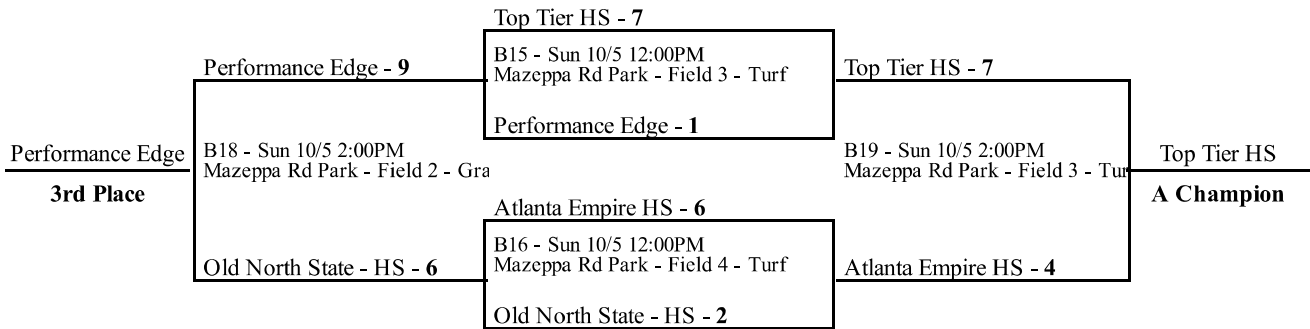 Top Tier HS - 7
B15 - Sun 10/5 12:00PM
Mazeppa Rd Park - Field 3 - Turf
Performance Edge - 1
Performance Edge - 9
B18 - Sun 10/5 2:00PM
Mazeppa Rd Park - Field 2 - Gra
Old North State - HS - 6
Performance Edge
3rd Place
Atlanta Empire HS - 6
B16 - Sun 10/5 12:00PM
Mazeppa Rd Park - Field 4 - Turf
Old North State - HS - 2
Top Tier HS - 7
B19 - Sun 10/5 2:00PM
Mazeppa Rd Park - Field 3 - Tur
Atlanta Empire HS - 4
Top Tier HS
A Champion